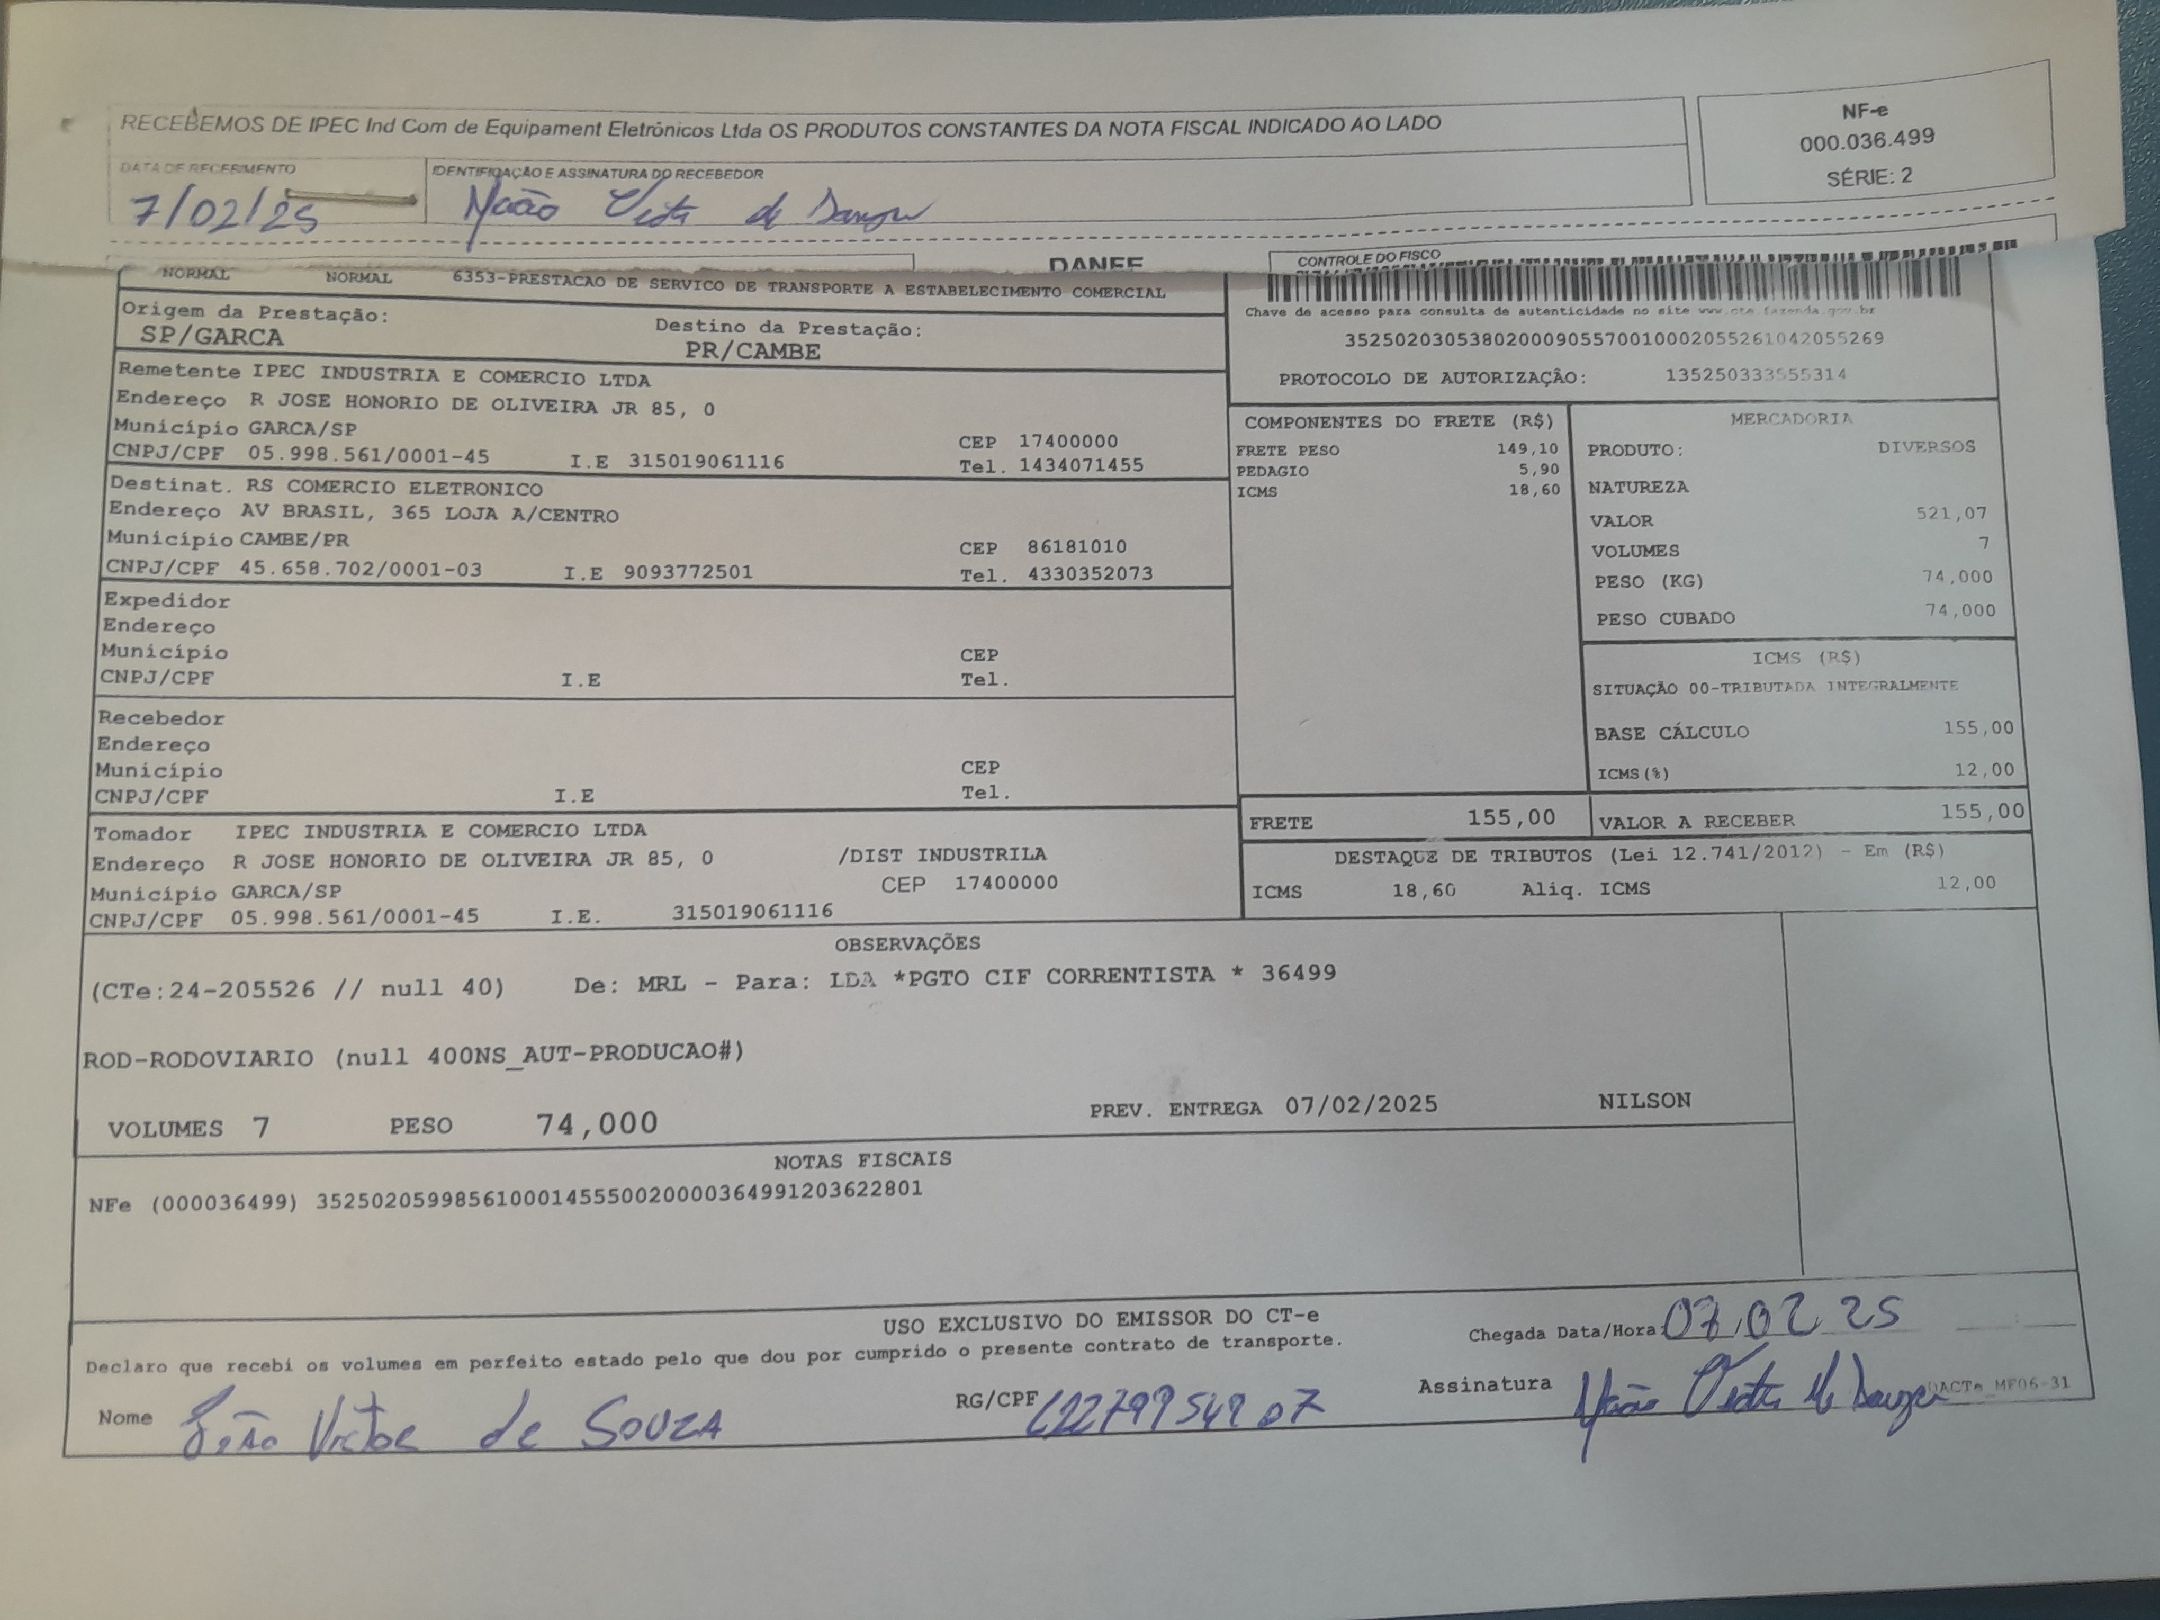 RECEBEMOS DE IPEC Ind Com de Equipament Eletrônicos Ltda OS PRODUTOS CONSTANTES DA NOTA FISCAL INDICADO AO LADO
NF-e
000.036.499
SÉRIE: 2
DATA DE RECEBIMENTO
7/02/25
IDENTIFICAÇÃO E ASSINATURA DO RECEBEDOR
DANFE
CONTROLE DO FISCO
NORMAL NORMAL 6353-PRESTACAO DE SERVICO DE TRANSPORTE A ESTABELECIMENTO COMERCIAL
Origem da Prestação:
SP/GARCA
Destino da Prestação:
PR/CAMBE
Chave de acesso para consulta de autenticidade no site www.cte.fazenda.gov.br
35250203053802000905570010002055261042055269
PROTOCOLO DE AUTORIZAÇÃO: 135250333555314
Remetente IPEC INDUSTRIA E COMERCIO LTDA
Endereço R JOSE HONORIO DE OLIVEIRA JR 85, 0
Município GARCA/SP CEP 17400000
CNPJ/CPF 05.998.561/0001-45 I.E 315019061116 Tel. 1434071455
Destinat. RS COMERCIO ELETRONICO
Endereço AV BRASIL, 365 LOJA A/CENTRO
Município CAMBE/PR CEP 86181010
CNPJ/CPF 45.658.702/0001-03 I.E 9093772501 Tel. 4330352073
Expedidor
Endereço
Município CEP
CNPJ/CPF I.E Tel.
Recebedor
Endereço
Município CEP
CNPJ/CPF I.E Tel.
Tomador IPEC INDUSTRIA E COMERCIO LTDA
Endereço R JOSE HONORIO DE OLIVEIRA JR 85, 0 /DIST INDUSTRILA
Município GARCA/SP CEP 17400000
CNPJ/CPF 05.998.561/0001-45 I.E. 315019061116
COMPONENTES DO FRETE (R$)
FRETE PESO 149,10
PEDAGIO 5,90
ICMS 18,60
MERCADORIA
PRODUTO: DIVERSOS
NATUREZA
VALOR 521,07
VOLUMES 7
PESO (KG) 74,000
PESO CUBADO 74,000
ICMS (R$)
SITUAÇÃO 00-TRIBUTADA INTEGRALMENTE
BASE CÁLCULO 155,00
ICMS(%) 12,00
FRETE 155,00 VALOR A RECEBER 155,00
DESTAQUE DE TRIBUTOS (Lei 12.741/2012) - Em (R$)
ICMS 18,60 Aliq. ICMS 12,00
OBSERVAÇÕES
(CTe:24-205526 // null 40) De: MRL - Para: LDA *PGTO CIF CORRENTISTA * 36499
ROD-RODOVIARIO (null 400NS_AUT-PRODUCAO#)
VOLUMES 7 PESO 74,000 PREV. ENTREGA 07/02/2025 NILSON
NOTAS FISCAIS
NFe (000036499) 35250205998561000145550020000364991203622801
USO EXCLUSIVO DO EMISSOR DO CT-e
Declaro que recebi os volumes em perfeito estado pelo que dou por cumprido o presente contrato de transporte.
Chegada Data/Hora: 07 02 25
Nome João Victor de SOUZA
RG/CPF
Assinatura
DACTe_MF06-31